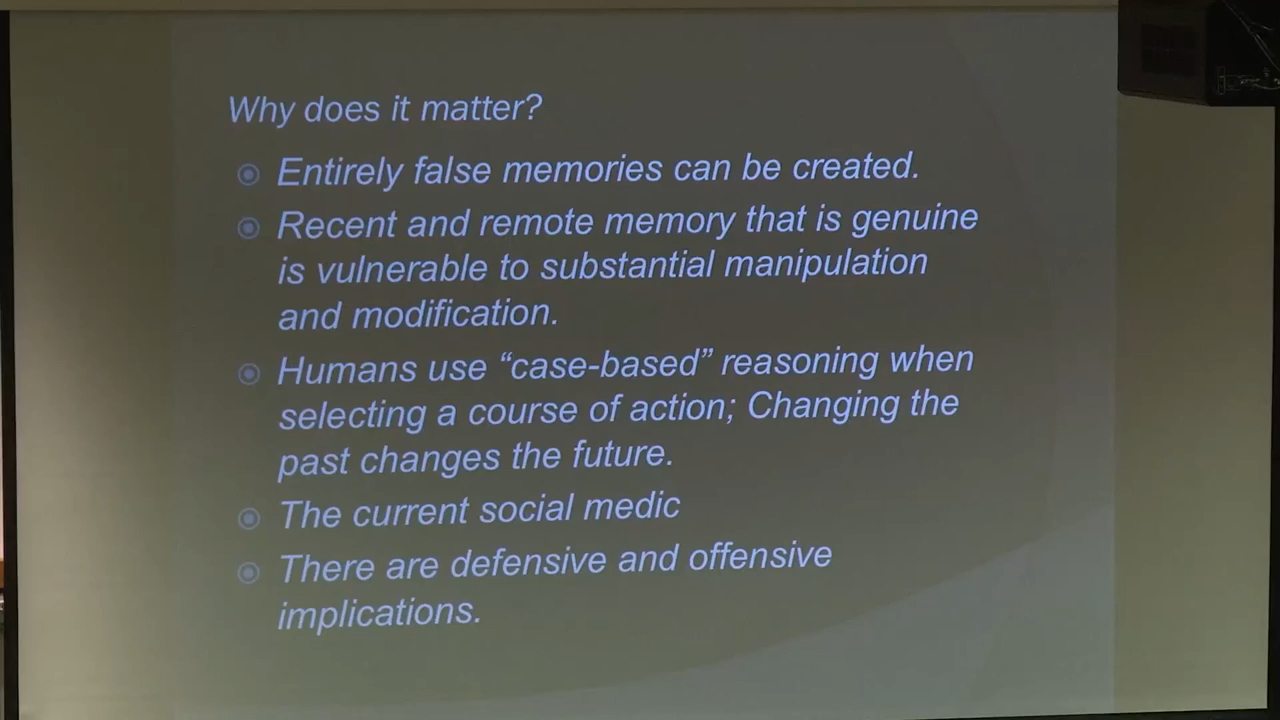 Why does it matter?
Entirely false memories can be created.
Recent and remote memory that is genuine
is vulnerable to substantial manipulation
and modification.
Humans use “case-based” reasoning when
selecting a course of action; Changing the
past changes the future.
The current social medic
There are defensive and offensive
implications.